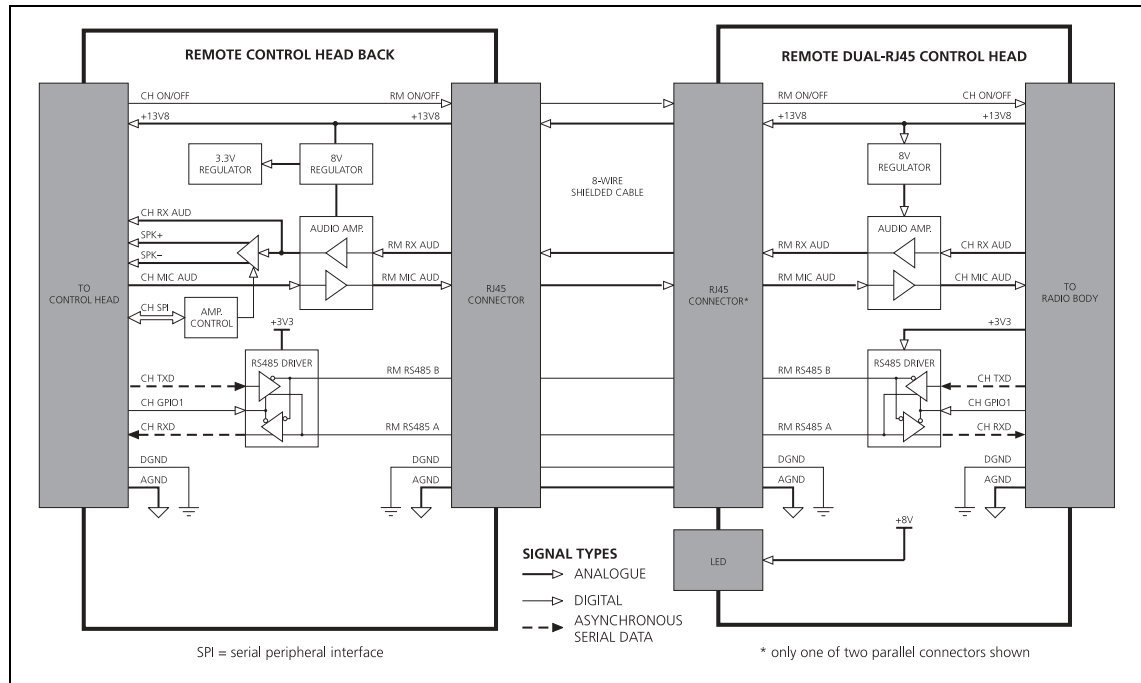 REMOTE CONTROL HEAD BACK
REMOTE DUAL-RJ45 CONTROL HEAD
CH ON/OFF
RM ON/OFF
+13V8
+13V8
3.3V
REGULATOR
8V
REGULATOR
CH RX AUD
SPK+
SPK–
AUDIO AMP.
RM RX AUD
CH MIC AUD
RM MIC AUD
TO
CONTROL HEAD
CH SPI
AMP.
CONTROL
+3V3
RS485 DRIVER
CH TXD
CH GPIO1
CH RXD
RM RS485 B
RM RS485 A
DGND
AGND
DGND
AGND
RJ45
CONNECTOR
8-WIRE
SHIELDED CABLE
RJ45
CONNECTOR*
RM ON/OFF
CH ON/OFF
+13V8
+13V8
8V
REGULATOR
AUDIO AMP.
RM RX AUD
CH RX AUD
RM MIC AUD
CH MIC AUD
TO
RADIO BODY
+3V3
RS485 DRIVER
RM RS485 B
CH TXD
CH GPIO1
RM RS485 A
CH RXD
DGND
AGND
DGND
AGND
LED
+8V
SIGNAL TYPES
ANALOGUE
DIGITAL
ASYNCHRONOUS
SERIAL DATA
SPI = serial peripheral interface
* only one of two parallel connectors shown